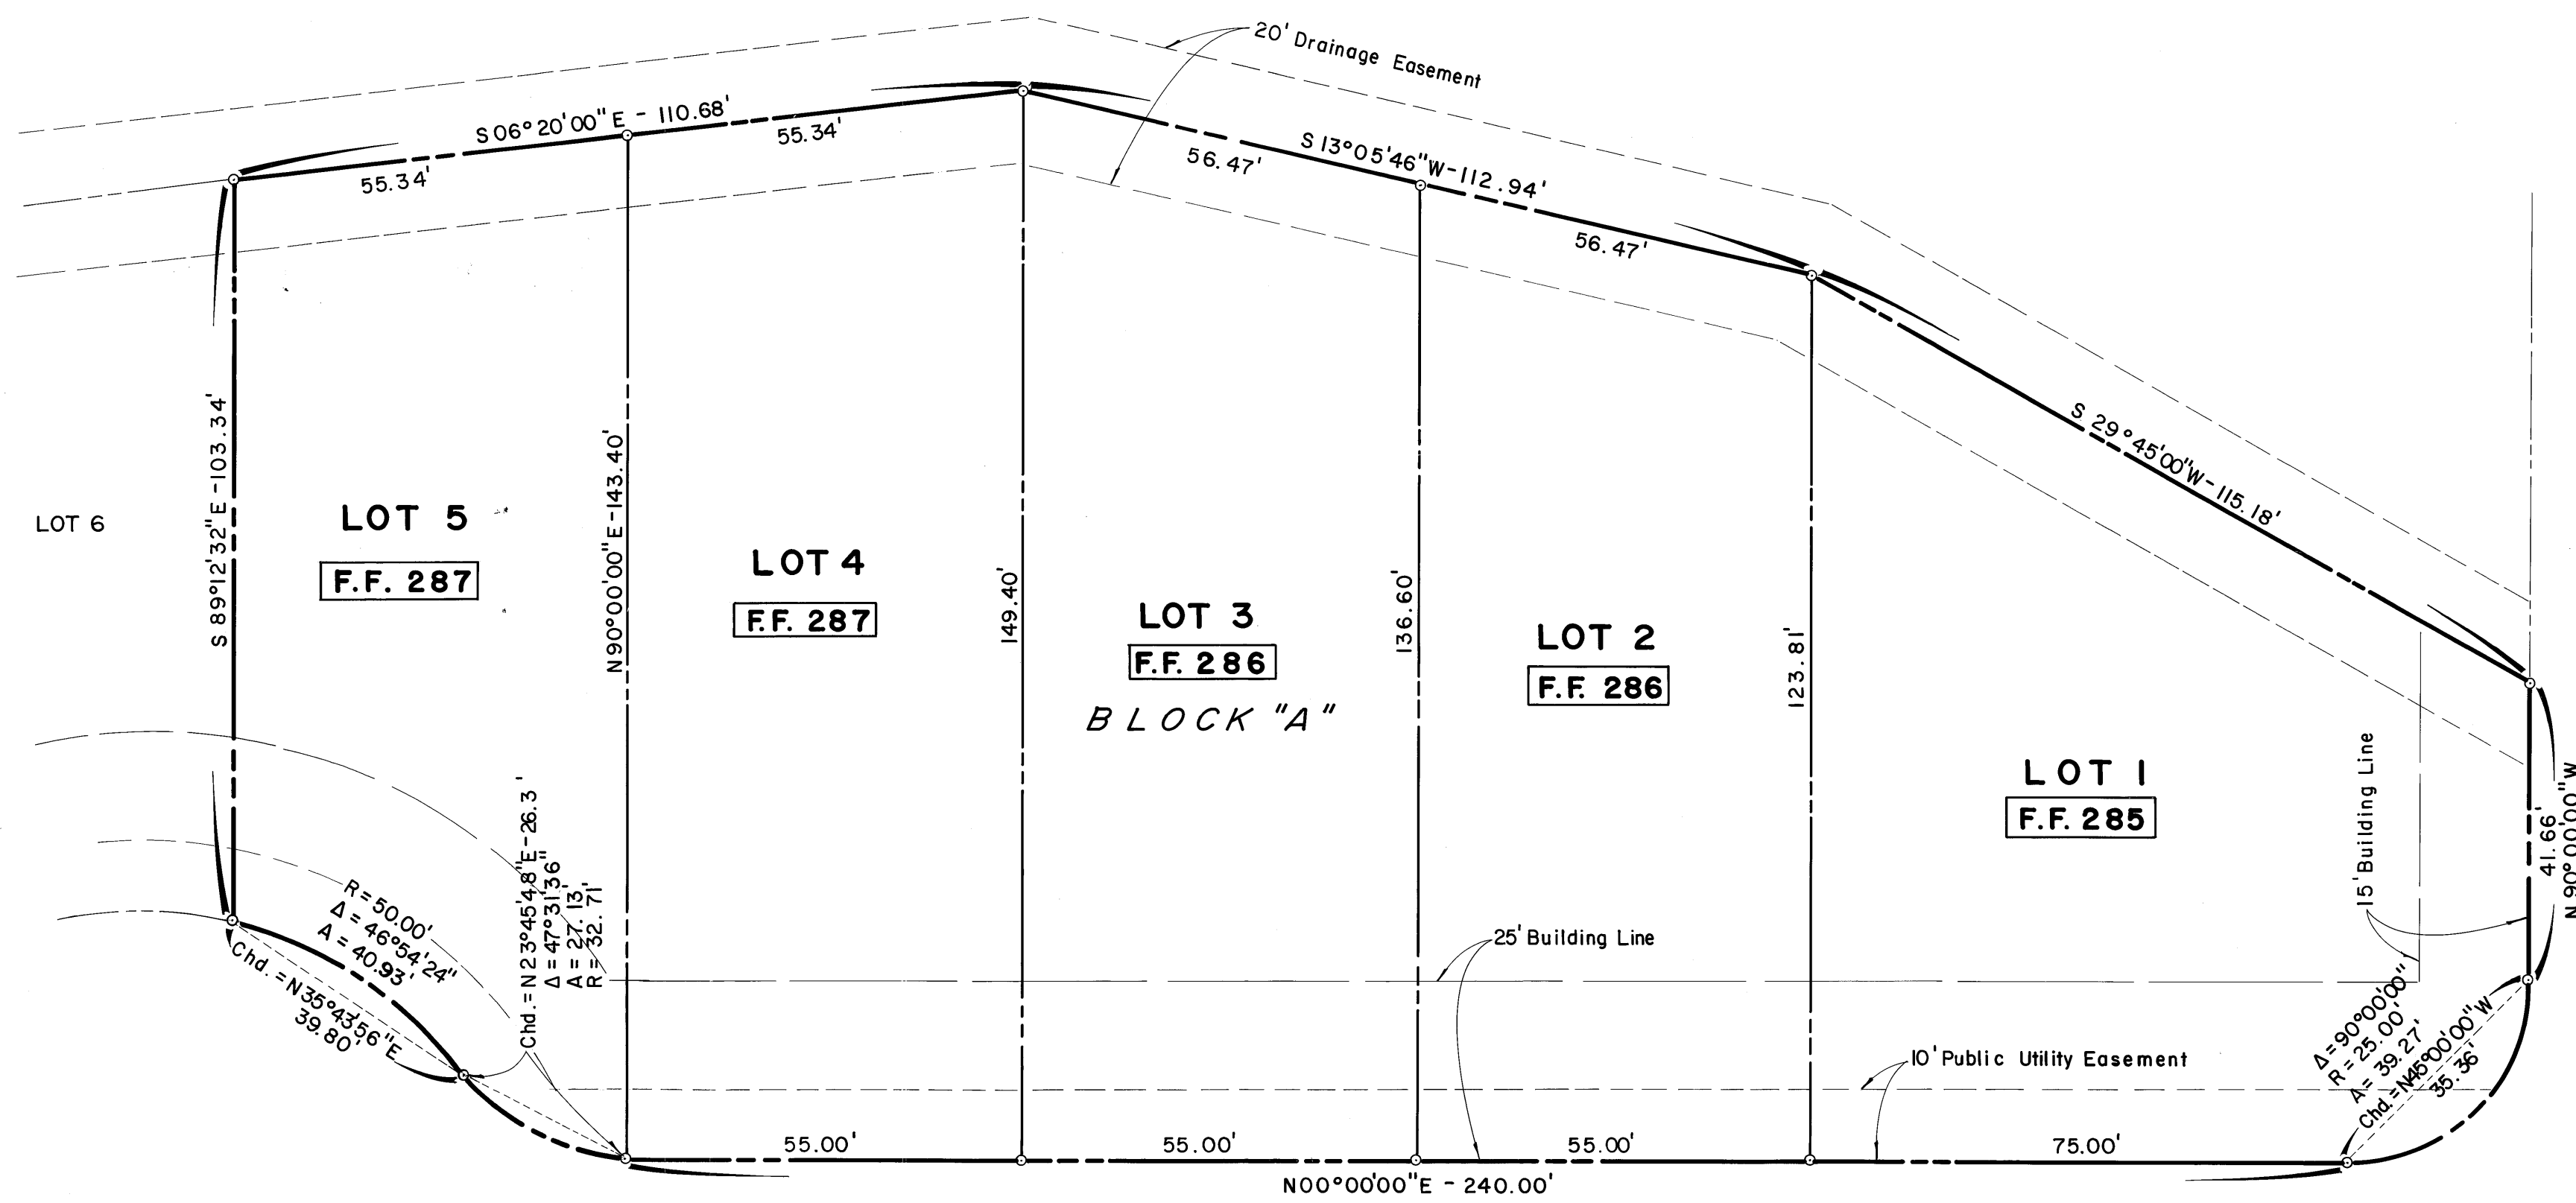 20' Drainage Easement
S 06°20'00" E - 110.68'
55.34'
55.34'
S 13°05'46" W - 112.94'
56.47'
56.47'
S 29°45'00" W - 115.18'
S 89°12'32" E - 103.34'
N 90°00'00" E - 143.40'
149.40'
136.60'
123.81'
LOT 6
LOT 5
F.F. 287
LOT 4
F.F. 287
LOT 3
F.F. 286
BLOCK "A"
LOT 2
F.F. 286
LOT 1
F.F. 285
15' Building Line
41.66'
N 90°00'00" W
R = 50.00'
Δ = 46°54'24"
A = 40.93'
Chd. = N 35°43'56" E
39.80'
Chd. = N 23°45'48" E - 26.3'
Δ = 47°31'36"
A = 27.13'
R = 32.71'
25' Building Line
10' Public Utility Easement
Δ = 90°00'00"
R = 25.00'
A = 39.27'
Chd. = N 45°00'00" W
35.36'
55.00'
55.00'
55.00'
75.00'
N 00°00'00" E - 240.00'